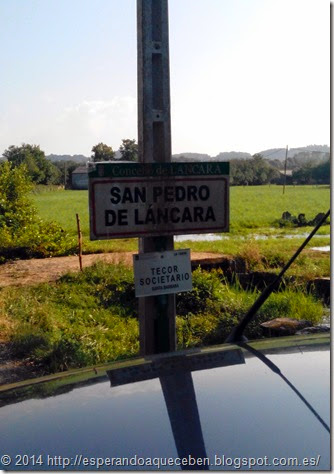 Concello de LÁNCARA
SAN PEDRO
DE LÁNCARA
TECOR
SOCIETARIO
© 2014 http://esperandoaqueceben.blogspot.com.es/